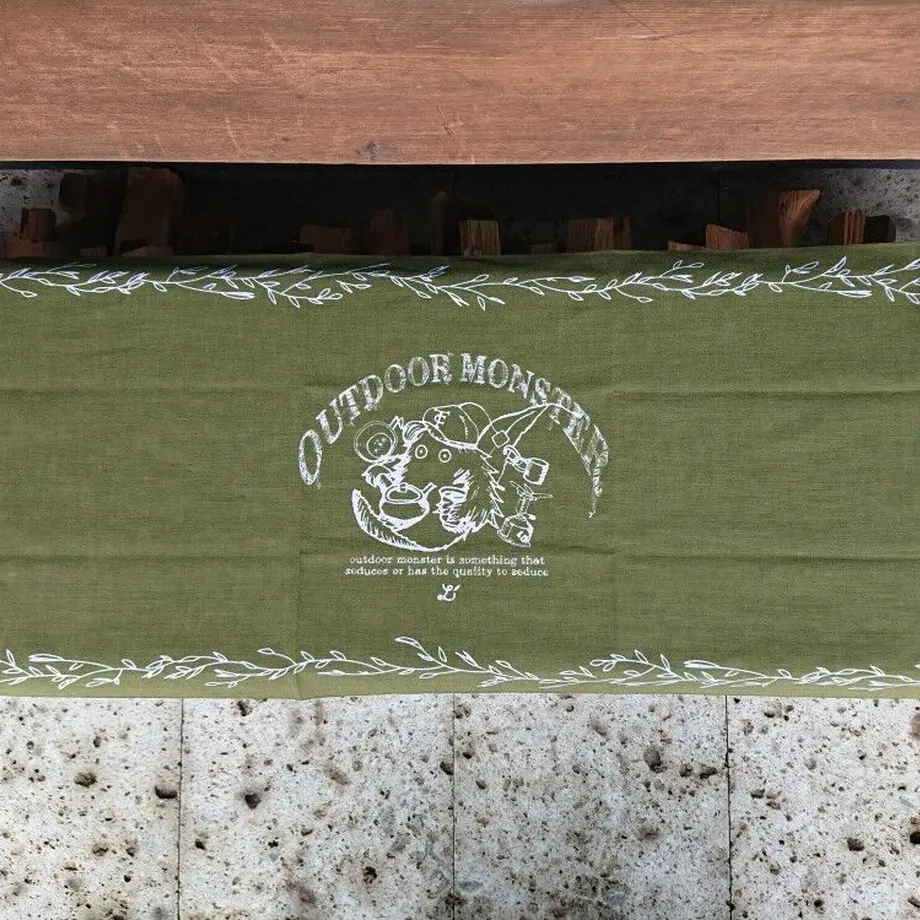 OUTDOOR MONSTER
outdoor monster is something that
seduces or has the quality to seduce